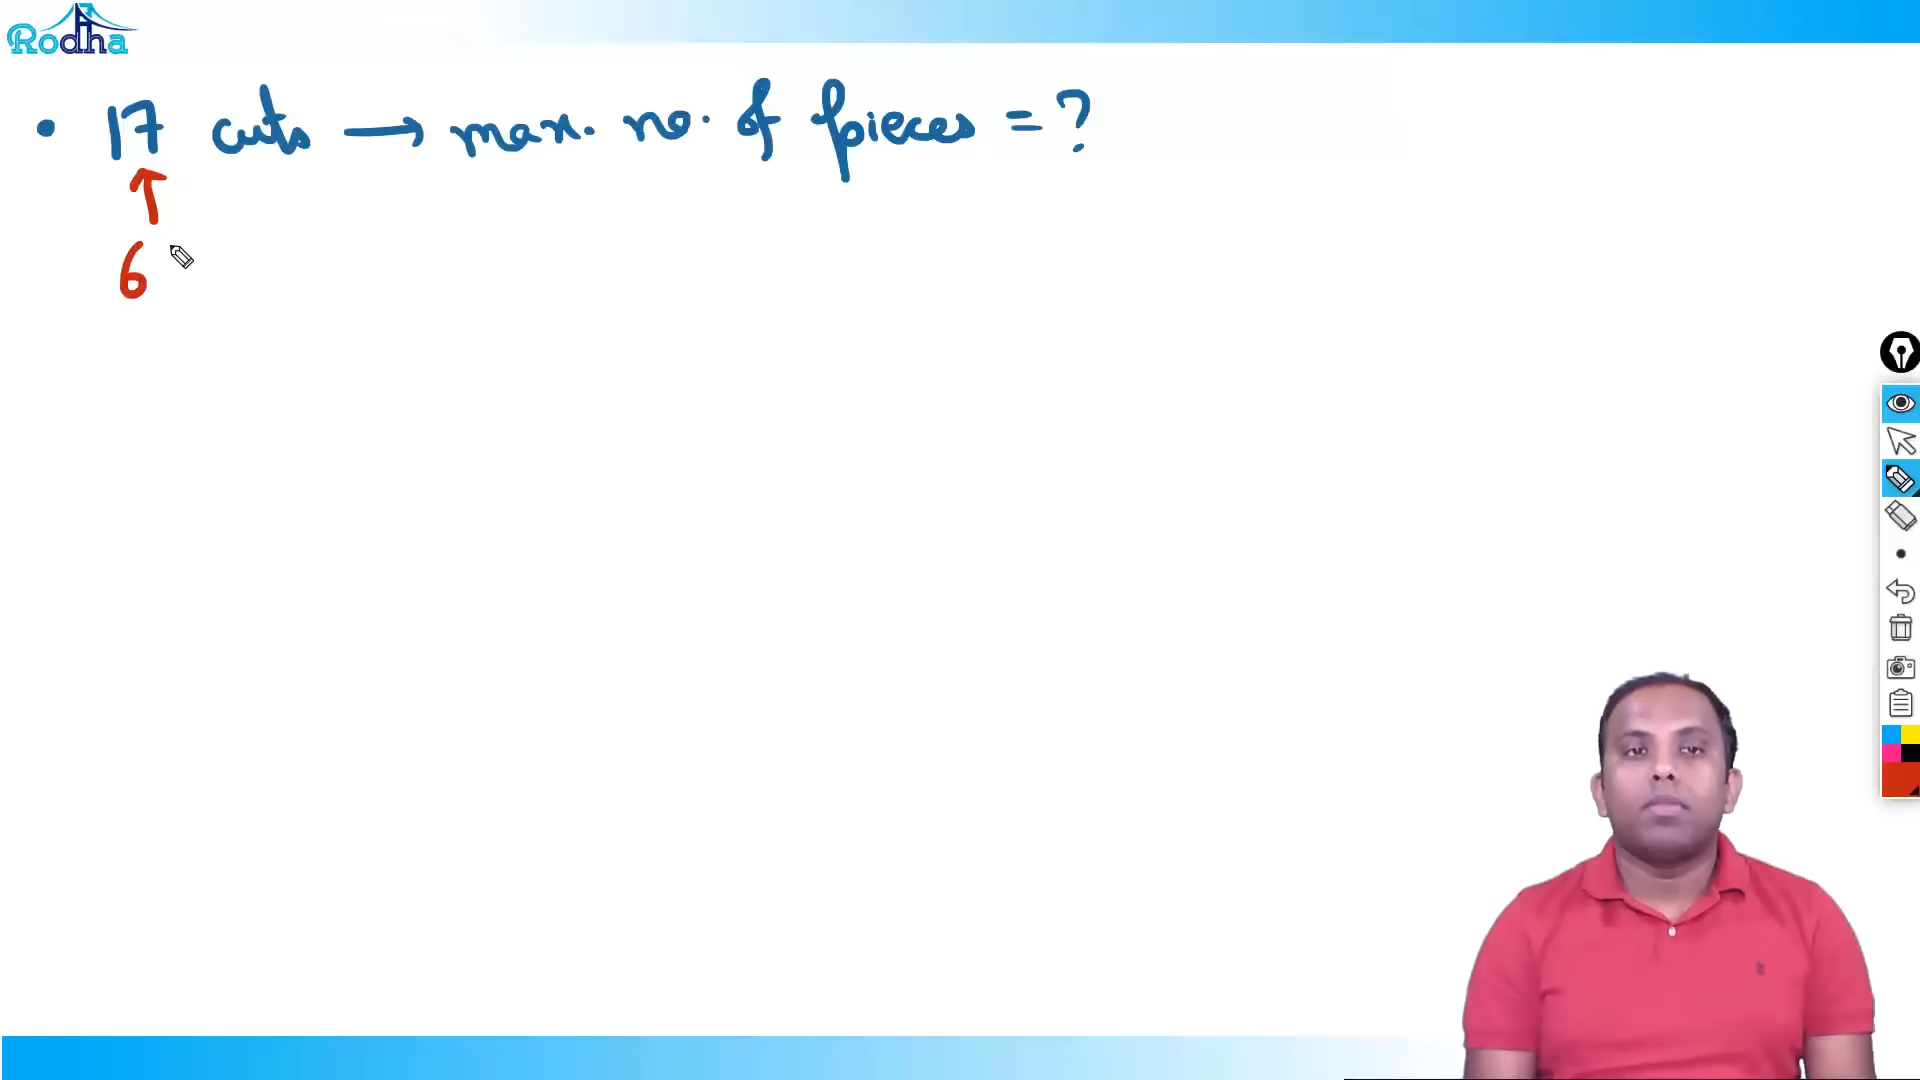 Rodha
• 17 cuts → max. no. of pieces = ?
↑
6